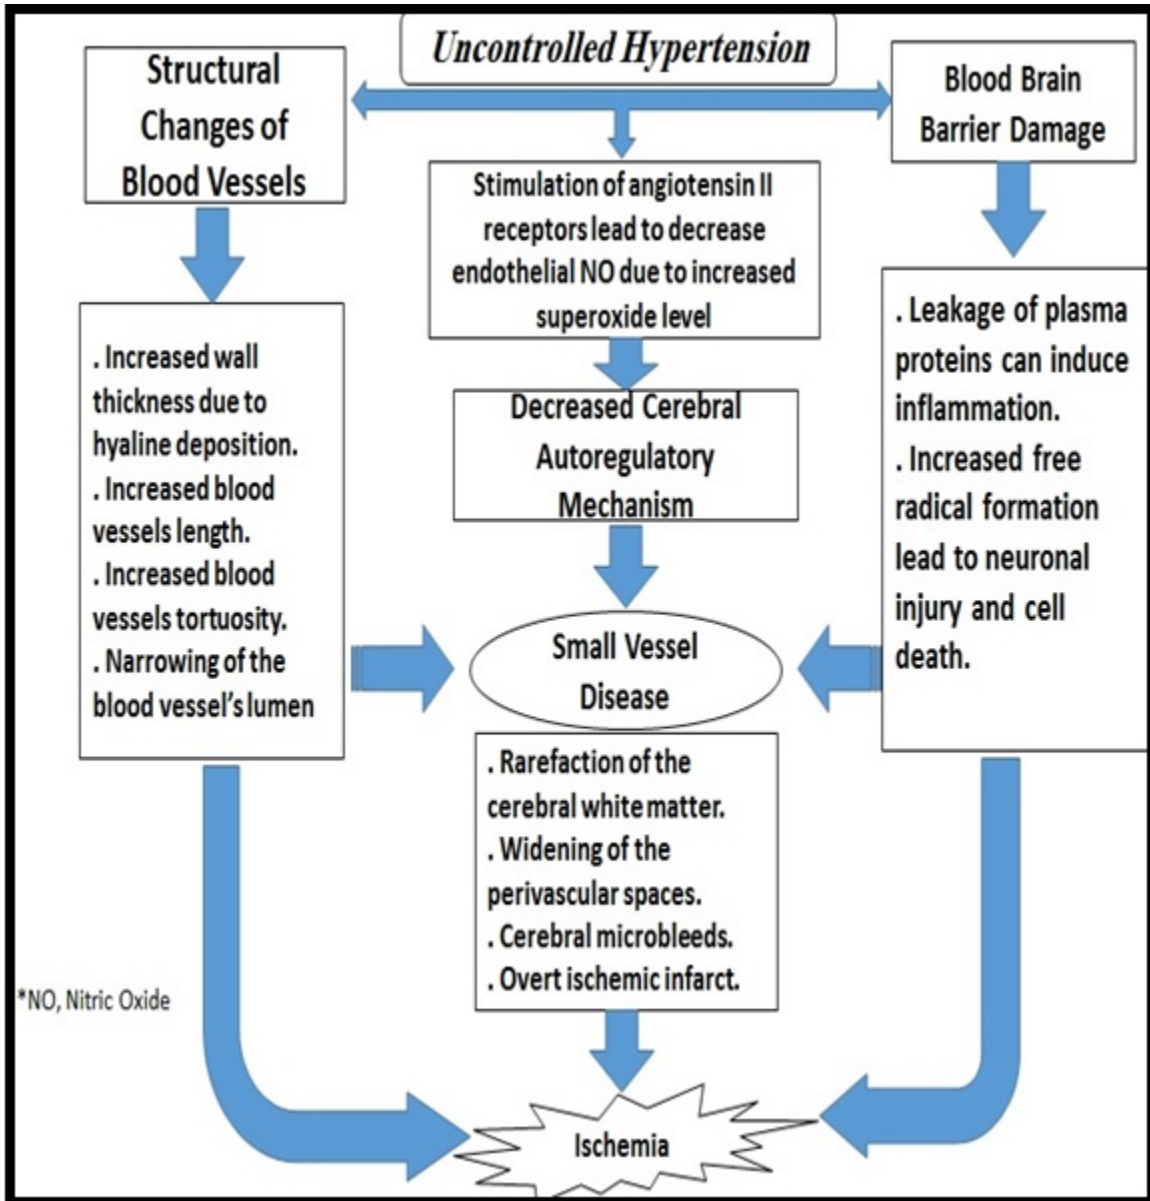 Uncontrolled Hypertension
Structural
Changes of
Blood Vessels
Blood Brain
Barrier Damage
Stimulation of angiotensin II
receptors lead to decrease
endothelial NO due to increased
superoxide level
. Increased wall
thickness due to
hyaline deposition.
. Increased blood
vessels length.
. Increased blood
vessels tortuosity.
. Narrowing of the
blood vessel's lumen
Decreased Cerebral
Autoregulatory
Mechanism
. Leakage of plasma
proteins can induce
inflammation.
. Increased free
radical formation
lead to neuronal
injury and cell
death.
Small Vessel
Disease
. Rarefaction of the
cerebral white matter.
. Widening of the
perivascular spaces.
. Cerebral microbleeds.
. Overt ischemic infarct.
*NO, Nitric Oxide
Ischemia